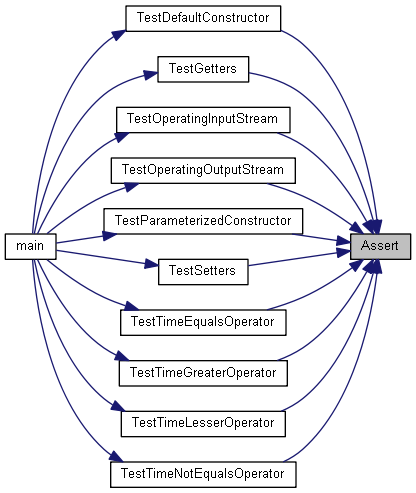 TestDefaultConstructor
TestGetters
TestOperatingInputStream
TestOperatingOutputStream
TestParameterizedConstructor
main
Assert
TestSetters
TestTimeEqualsOperator
TestTimeGreaterOperator
TestTimeLesserOperator
TestTimeNotEqualsOperator